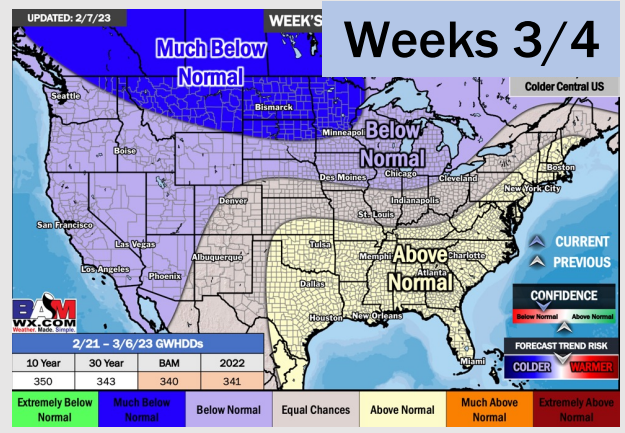 UPDATED: 2/7/23
WEEK'S
Weeks 3/4
Colder Central US
Much Below
Normal
Seattle
Bismarck
Minneapol
Below
Normal
Boise
Des Moines
Chicago
Cleveland
Boston
New York City
Denver
Indianapolis
St. Louis
San Francisco
Las Vegas
Albuquerque
Tulsa
Memphi
Above
Normal
Charlotte
Atlanta
Los Angeles
Phoenix
Dallas
Houston
New Orleans
Miami
CURRENT
PREVIOUS
CONFIDENCE
Below Normal
Above Normal
FORECAST TREND RISK
COLDER
WARMER
BAM
WX.COM
Weather. Made. Simple.
2/21 – 3/6/23 GWHDDs
10 Year 30 Year BAM 2022
350 343 340 341
Extremely Below
Normal
Much Below
Normal
Below Normal
Equal Chances
Above Normal
Much Above
Normal
Extremely Above
Normal